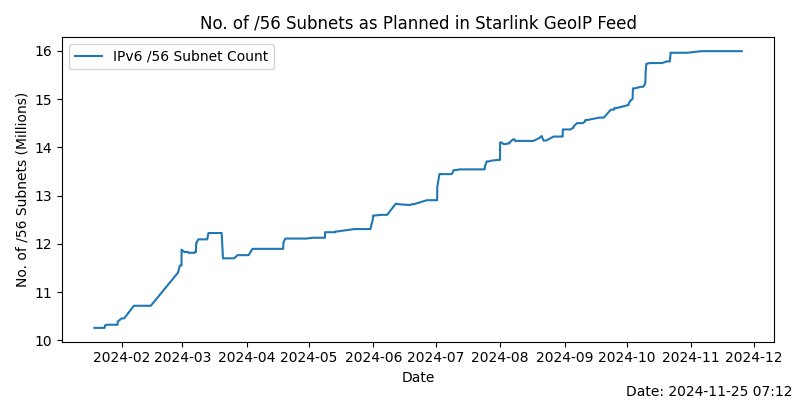 No. of /56 Subnets as Planned in Starlink GeoIP Feed
IPv6 /56 Subnet Count
No. of /56 Subnets (Millions)
16
15
14
13
12
11
10
2024-02 2024-03 2024-04 2024-05 2024-06 2024-07 2024-08 2024-09 2024-10 2024-11 2024-12
Date
Date: 2024-11-25 07:12